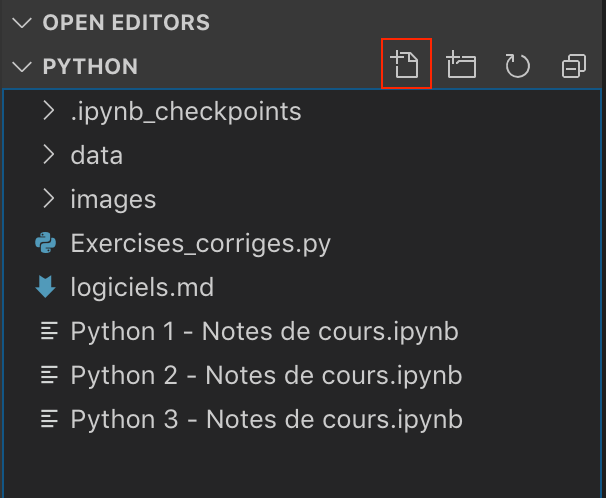 OPEN EDITORS
PYTHON
.ipynb_checkpoints
data
images
Exercises_corriges.py
logiciels.md
Python 1 - Notes de cours.ipynb
Python 2 - Notes de cours.ipynb
Python 3 - Notes de cours.ipynb